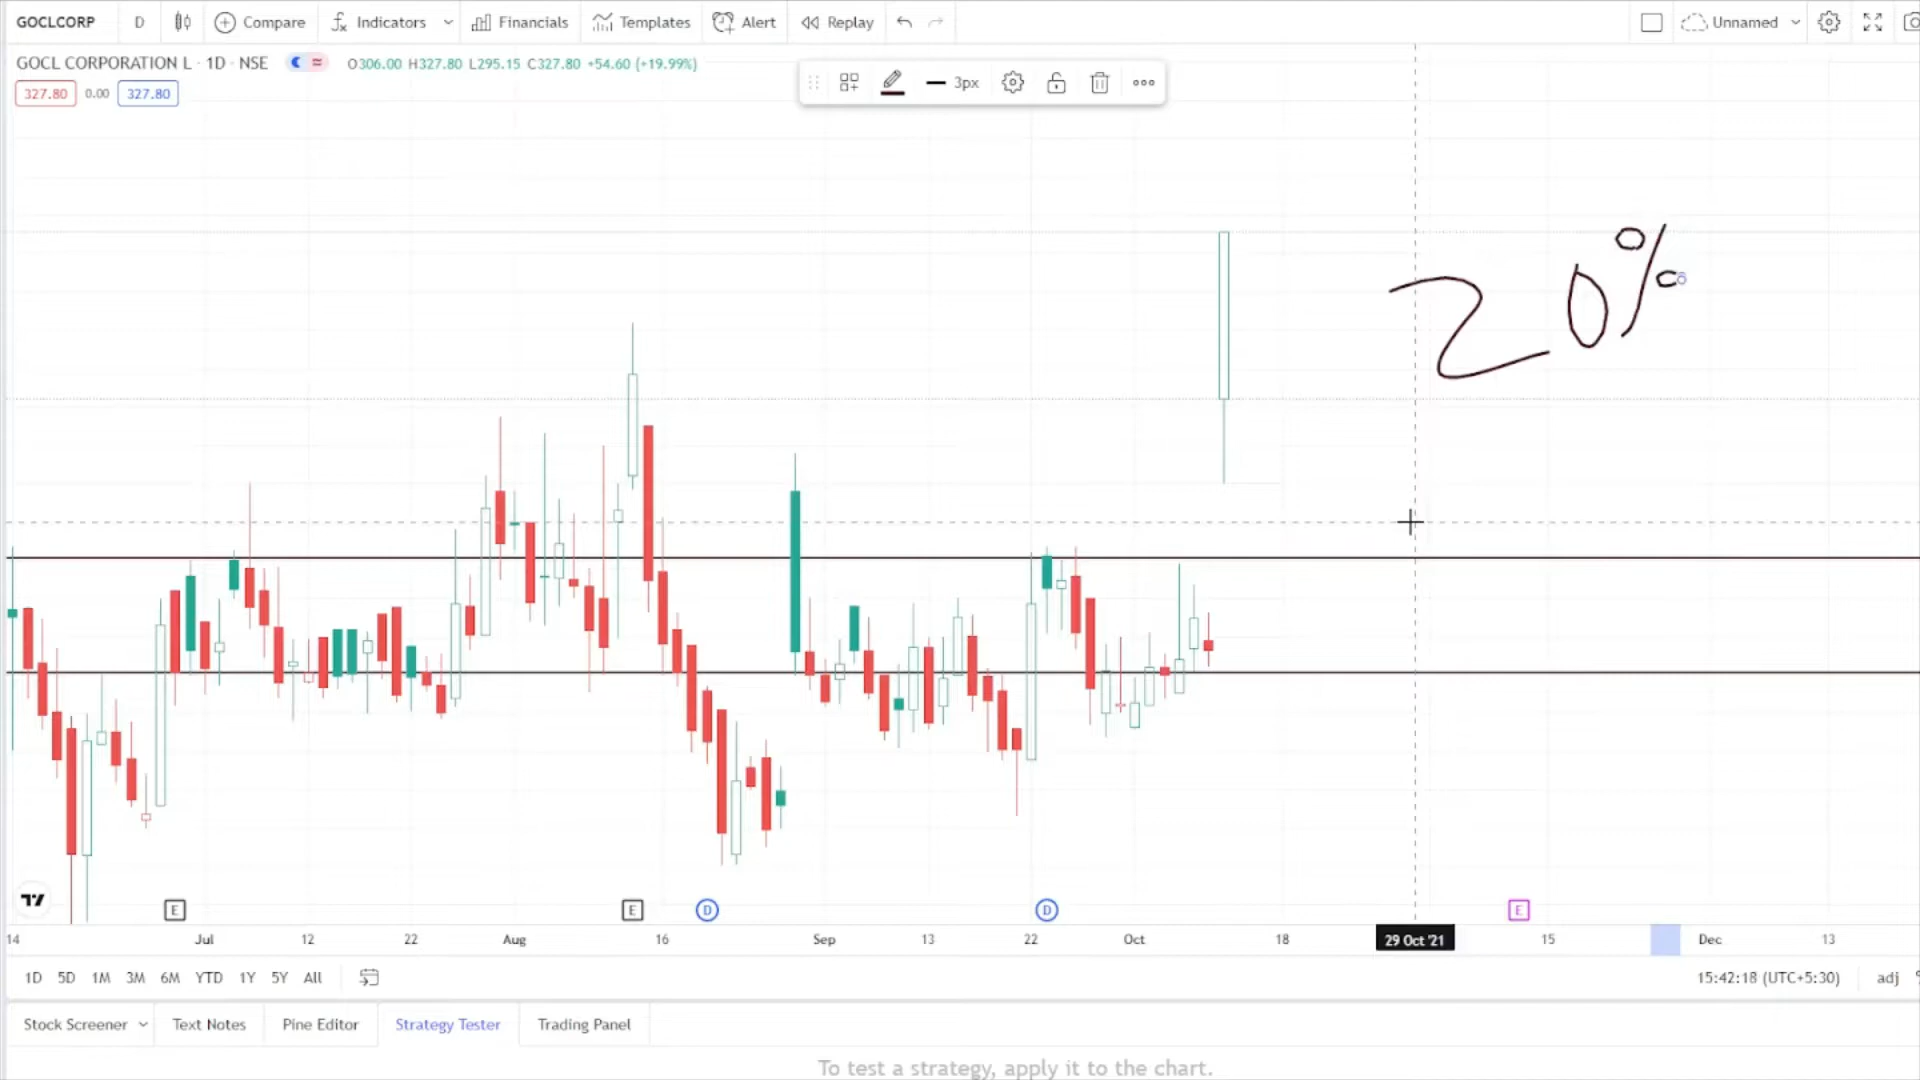 GOCLCORP D Compare Indicators Financials Templates Alert Replay Unnamed
GOCL CORPORATION L · 1D · NSE O306.00 H327.80 L295.15 C327.80 +54.60 (+19.99%)
327.80 0.00 327.80
3px
20%
E E D D E
14 Jul 12 22 Aug 16 Sep 13 22 Oct 18 29 Oct '21 15 Dec 13
1D 5D 1M 3M 6M YTD 1Y 5Y All 15:42:18 (UTC+5:30) adj
Stock Screener Text Notes Pine Editor Strategy Tester Trading Panel
To test a strategy, apply it to the chart.